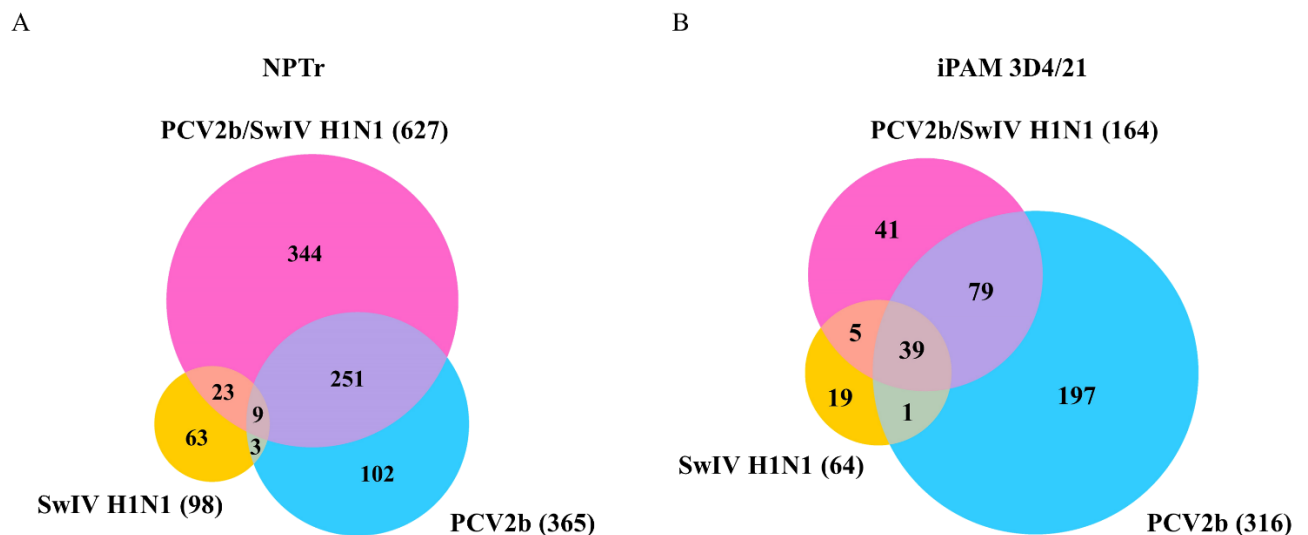 A
NPTr
PCV2b/SwIV H1N1 (627)
344
251
23
9
63
3
102
SwIV H1N1 (98)
PCV2b (365)
B
iPAM 3D4/21
PCV2b/SwIV H1N1 (164)
41
79
5
39
19
1
197
SwIV H1N1 (64)
PCV2b (316)